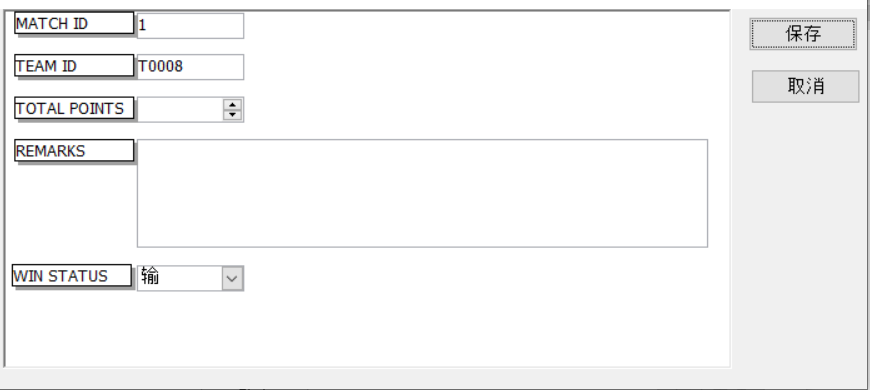 MATCH ID 1
保存
TEAM ID T0008
取消
TOTAL POINTS
REMARKS
WIN STATUS 输